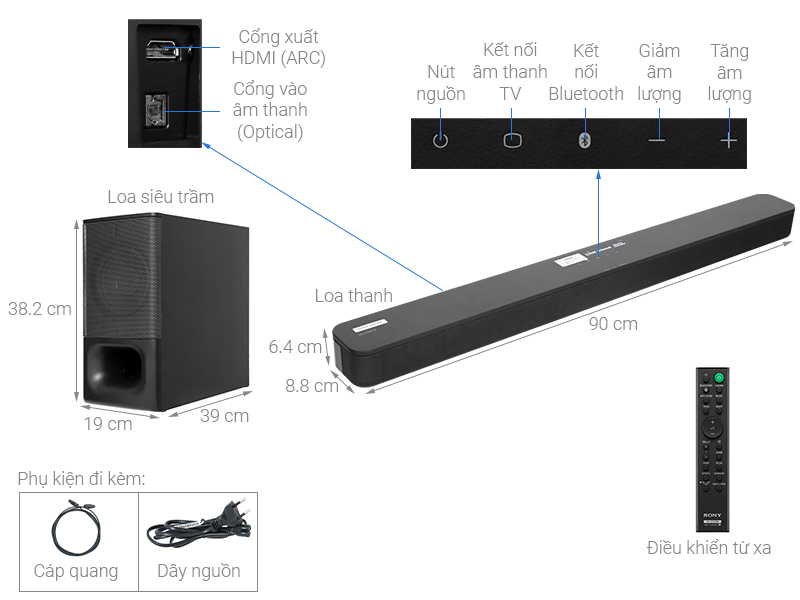 Cổng xuất
HDMI (ARC)
Cổng vào
âm thanh
(Optical)
Nút
nguồn
Kết nối
âm thanh
TV
Kết
nối
Bluetooth
Giảm
âm
lượng
Tăng
âm
lượng
Loa siêu trầm
38.2 cm
19 cm
39 cm
Loa thanh
6.4 cm
8.8 cm
90 cm
SONY
Điều khiển từ xa
Phụ kiện đi kèm:
Cáp quang
Dây nguồn